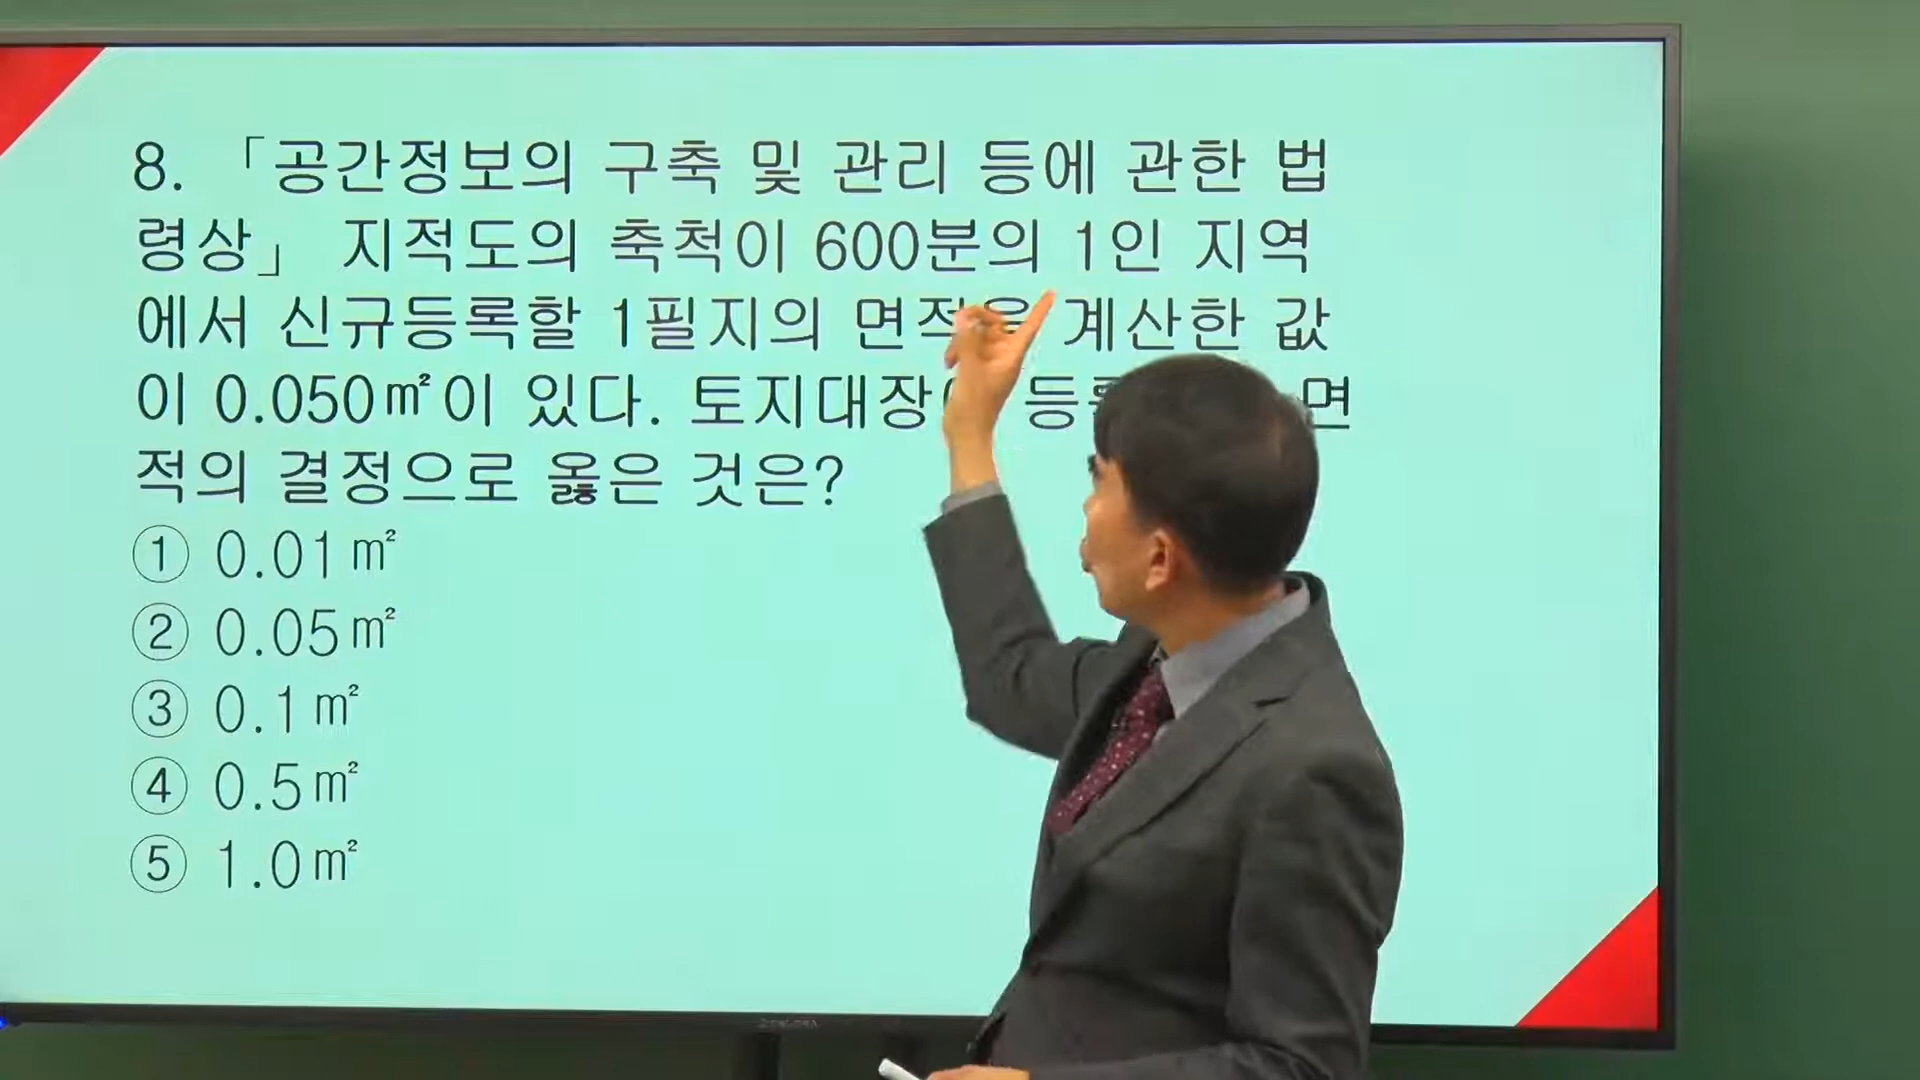 8. 「공간정보의 구축 및 관리 등에 관한 법
령상」 지적도의 축척이 600분의 1인 지역
에서 신규등록할 1필지의 면적을 계산한 값
이 0.050㎡이 있다. 토지대장 면
적의 결정으로 옳은 것은?
① 0.01㎡
② 0.05㎡
③ 0.1㎡
④ 0.5㎡
⑤ 1.0㎡